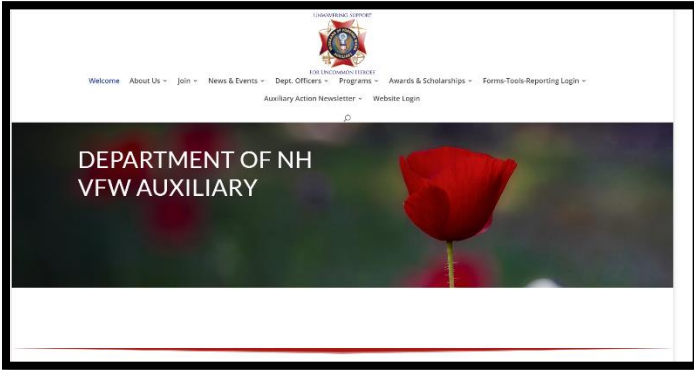 UNWAVERING SUPPORT
FOR UNCOMMON HEROES
Welcome About Us Join News & Events Dept. Officers Programs Awards & Scholarships Forms-Tools-Reporting Login
Auxiliary Action Newsletter Website Login
DEPARTMENT OF NH
VFW AUXILIARY